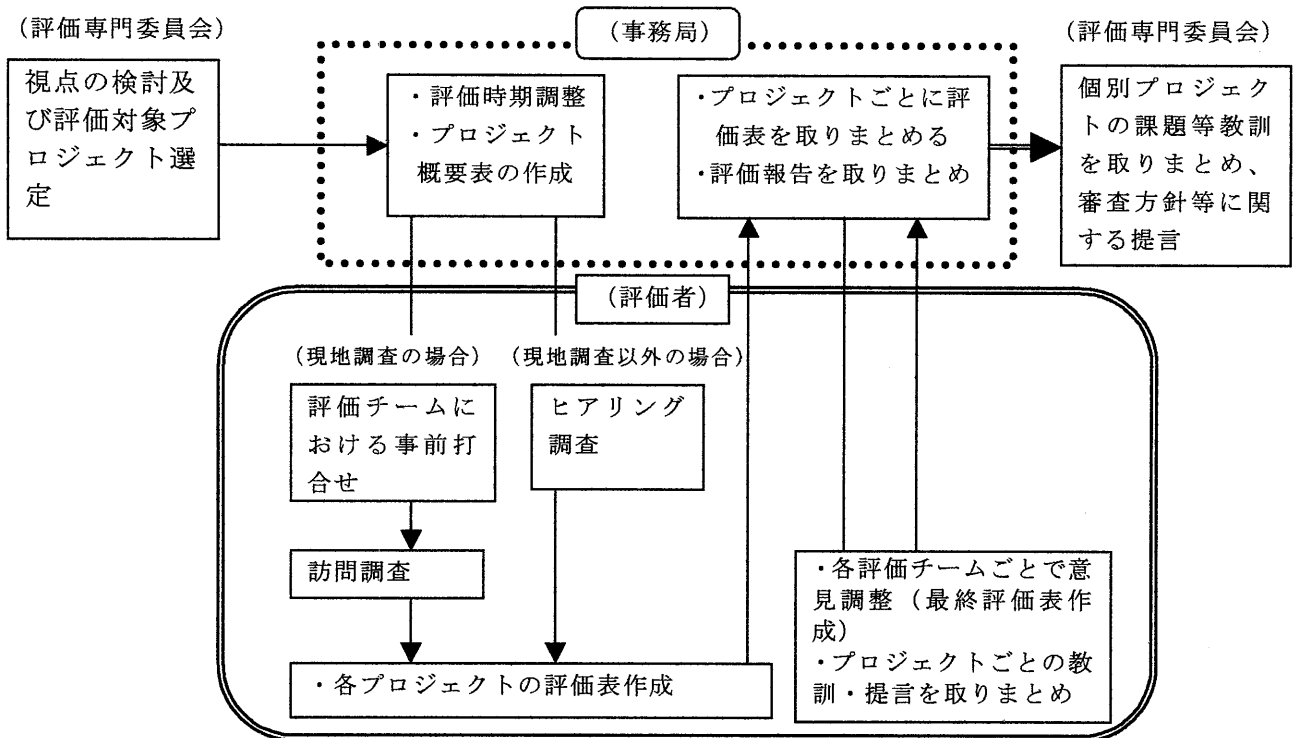 (評価専門委員会)
視点の検討及
び評価対象プ
ロジェクト選
定
(事務局)
・評価時期調整
・プロジェクト
概要表の作成
・プロジェクトごとに評
価表を取りまとめる
・評価報告を取りまとめ
(評価専門委員会)
個別プロジェク
トの課題等教訓
を取りまとめ、
審査方針等に関
する提言
(評価者)
(現地調査の場合)
(現地調査以外の場合)
評価チームに
おける事前打
合せ
ヒアリング
調査
訪問調査
・各プロジェクトの評価表作成
・各評価チームごとで意
見調整(最終評価表作
成)
・プロジェクトごとの教
訓・提言を取りまとめ